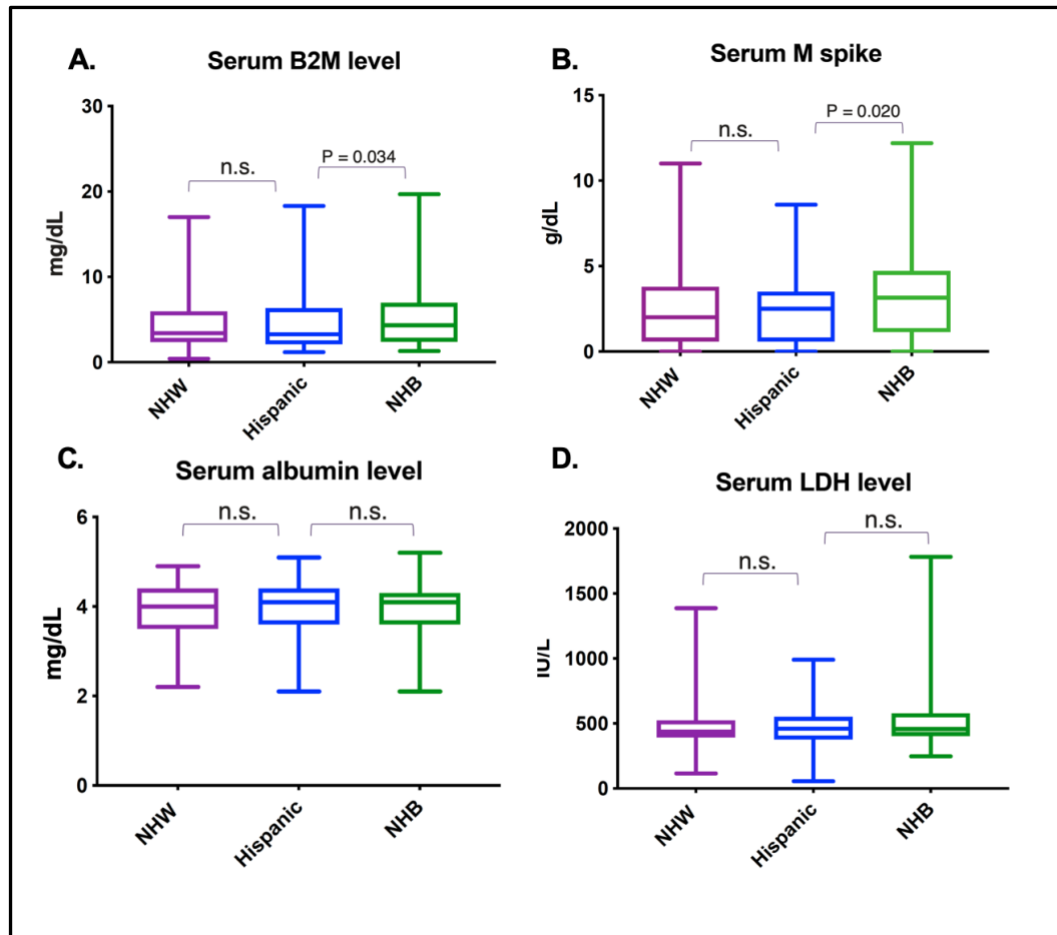 A.
Serum B2M level
mg/dL
30
20
10
0
n.s.
P = 0.034
NHW
Hispanic
NHB
B.
Serum M spike
g/dL
15
10
5
0
n.s.
P = 0.020
NHW
Hispanic
NHB
C.
Serum albumin level
mg/dL
6
4
2
0
n.s.
n.s.
NHW
Hispanic
NHB
D.
Serum LDH level
IU/L
2000
1500
1000
500
0
n.s.
n.s.
NHW
Hispanic
NHB